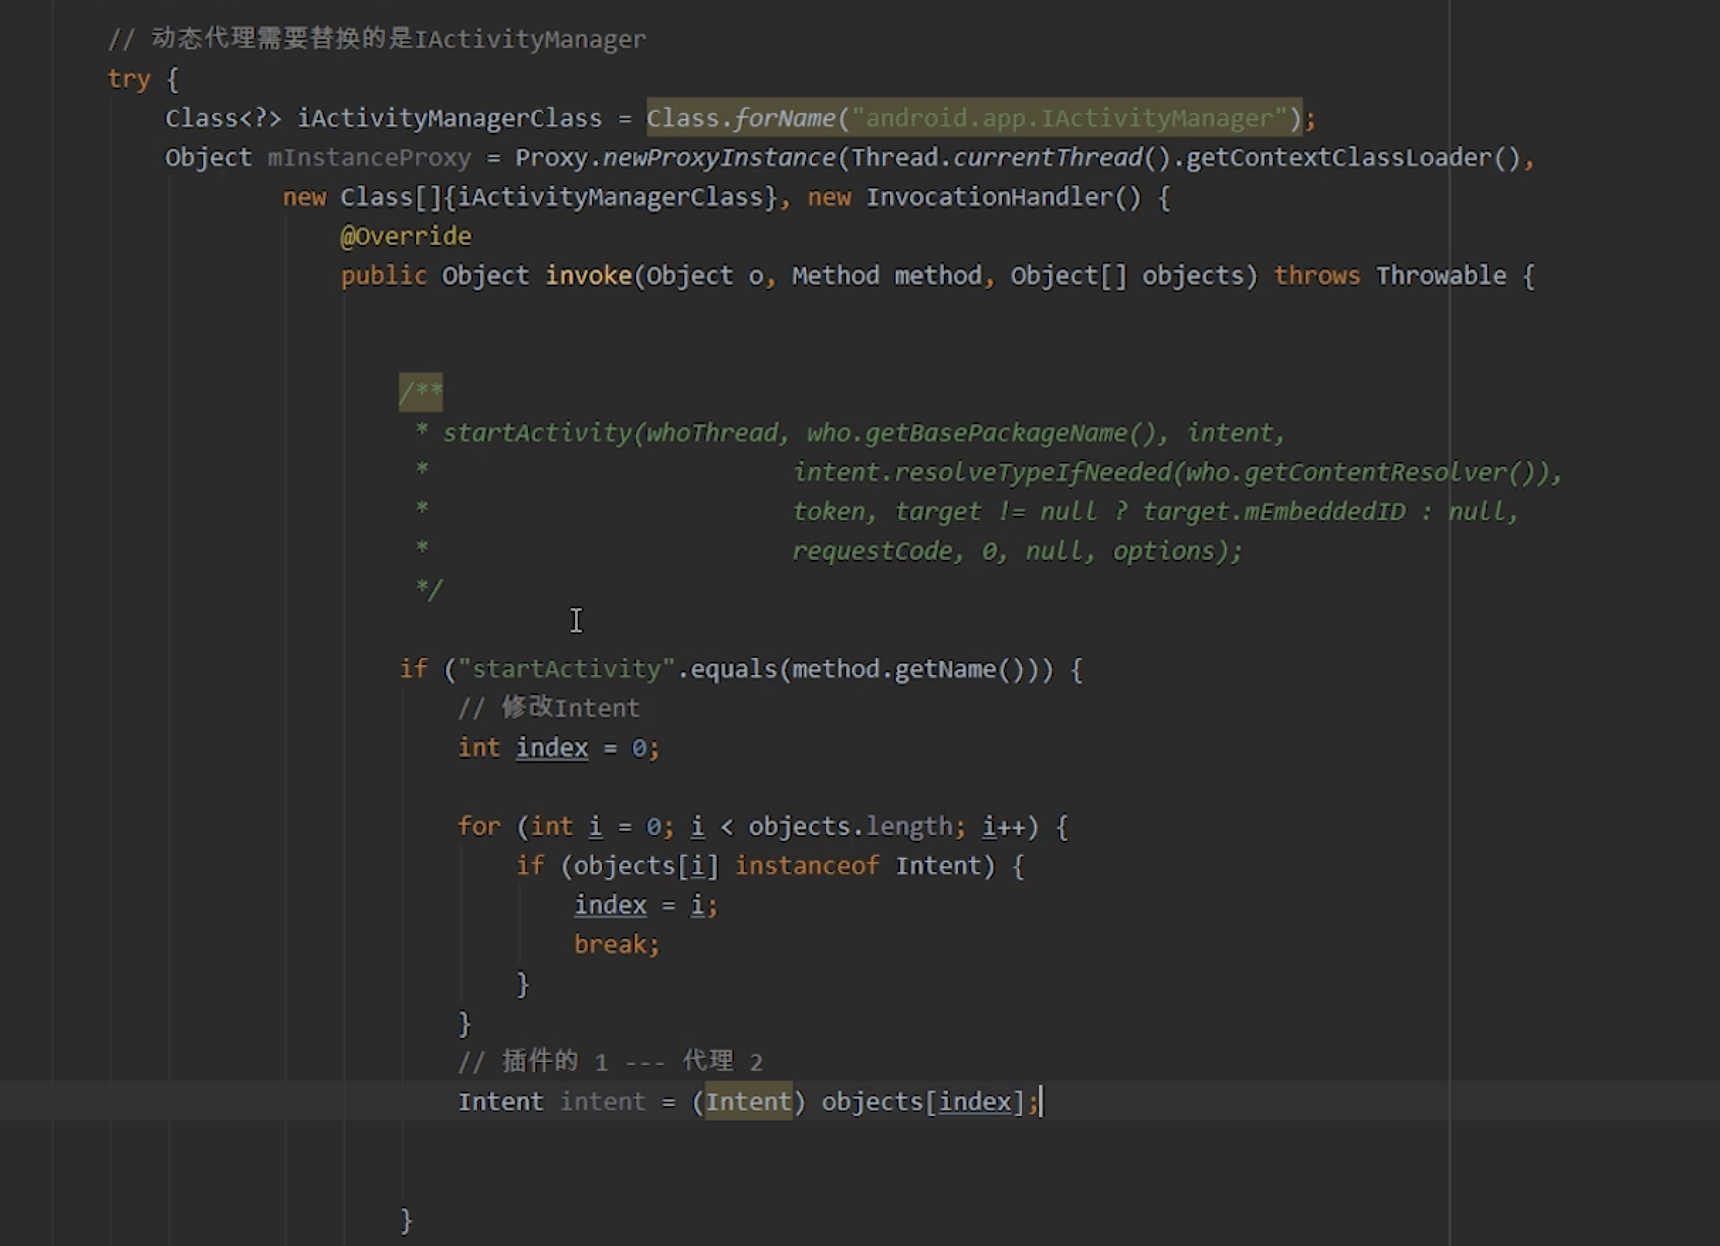 // 动态代理需要替换的是IActivityManager
try {
Class<?> iActivityManagerClass = Class.forName("android.app.IActivityManager");
Object mInstanceProxy = Proxy.newProxyInstance(Thread.currentThread().getContextClassLoader(),
new Class[]{iActivityManagerClass}, new InvocationHandler() {
@Override
public Object invoke(Object o, Method method, Object[] objects) throws Throwable {
/**
* startActivity(whoThread, who.getBasePackageName(), intent,
* intent.resolveTypeIfNeeded(who.getContentResolver()),
* token, target != null ? target.mEmbeddedID : null,
* requestCode, 0, null, options);
*/
if ("startActivity".equals(method.getName())) {
// 修改Intent
int index = 0;
for (int i = 0; i < objects.length; i++) {
if (objects[i] instanceof Intent) {
index = i;
break;
}
}
// 插件的 1 --- 代理 2
Intent intent = (Intent) objects[index];
}